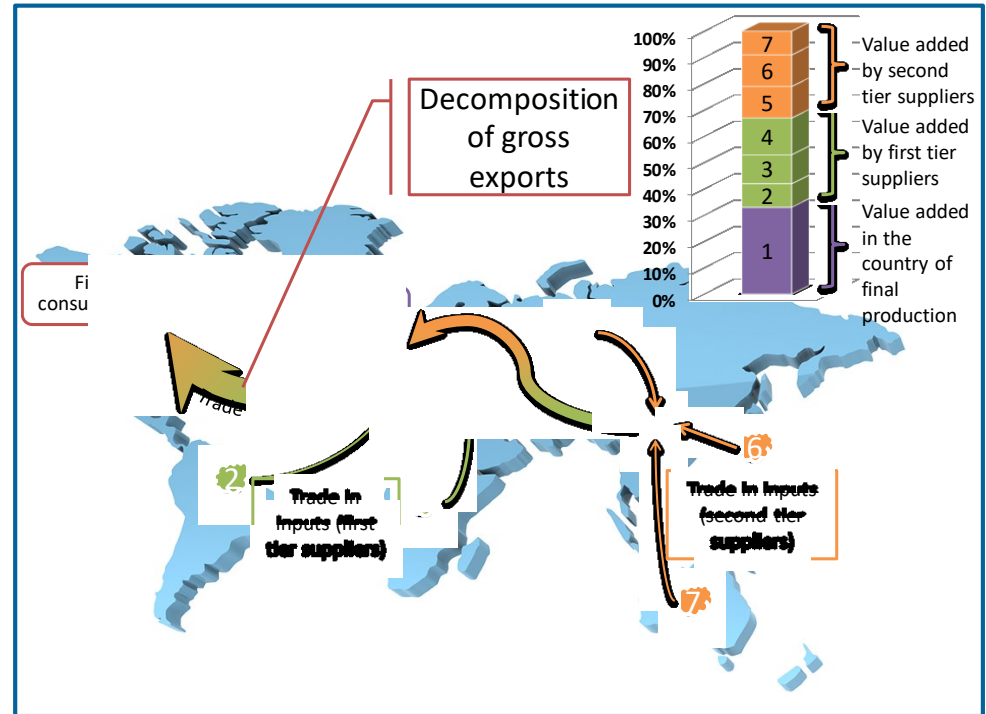 Decomposition
of gross
exports
100%
90%
80%
70%
60%
50%
40%
30%
20%
10%
0%
7
6
5
4
3
2
1
Value added
by second
tier suppliers
Value added
by first tier
suppliers
Value added
in the
country of
final
production
Fi
consu
Trade
2
Trade in
inputs (first
tier suppliers)
6
Trade in inputs
(second tier
suppliers)
7